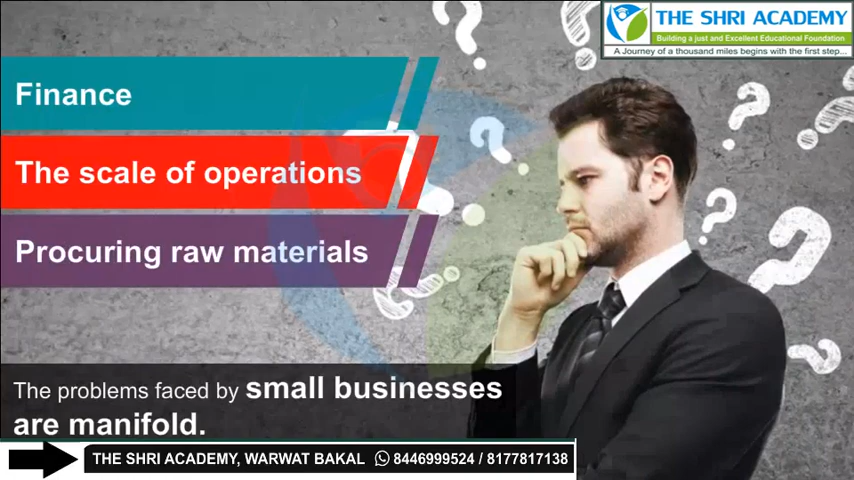 THE SHRI ACADEMY
Building a just and Excellent Educational Foundation
A Journey of a thousand miles begins with the first step...
Finance
The scale of operations
Procuring raw materials
The problems faced by small businesses
are manifold.
THE SHRI ACADEMY, WARWAT BAKAL 8446999524 / 8177817138